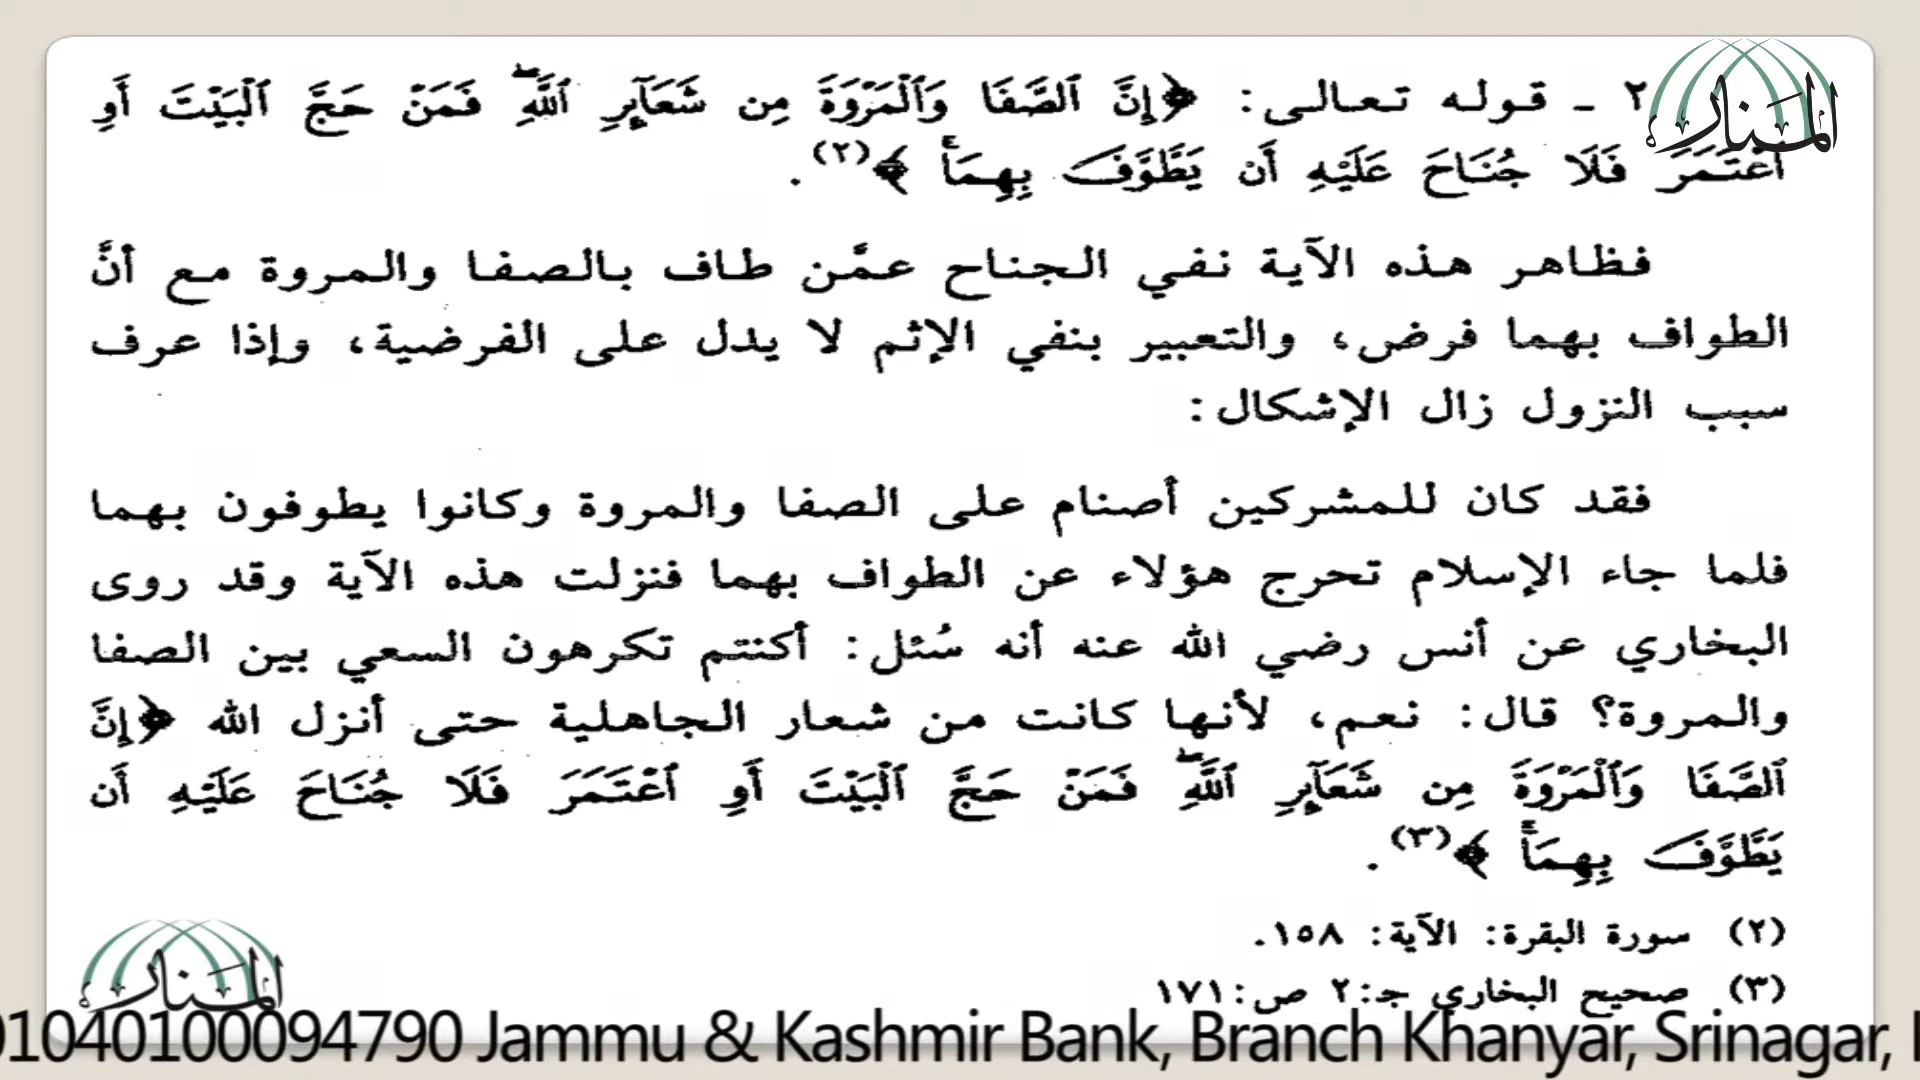 ٢ ـ قوله تعالى: ﴿إِنَّ ٱلصَّفَا وَٱلْمَرْوَةَ مِن شَعَآئِرِ ٱللَّهِۖ فَمَنْ حَجَّ ٱلْبَيْتَ أَوِ
ٱعْتَمَرَ فَلَا جُنَاحَ عَلَيْهِ أَن يَطَّوَّفَ بِهِمَاۚ﴾(٢).
فظاهر هذه الآية نفي الجناح عمَّن طاف بالصفا والمروة مع أنَّ
الطواف بهما فرض، والتعبير بنفي الإثم لا يدل على الفرضية، وإذا عرف
سبب النزول زال الإشكال:
فقد كان للمشركين أصنام على الصفا والمروة وكانوا يطوفون بهما
فلما جاء الإسلام تحرج هؤلاء عن الطواف بهما فنزلت هذه الآية وقد روى
البخاري عن أنس رضي الله عنه أنه سُئل: أكنتم تكرهون السعي بين الصفا
والمروة؟ قال: نعم، لأنها كانت من شعار الجاهلية حتى أنزل الله ﴿إِنَّ
ٱلصَّفَا وَٱلْمَرْوَةَ مِن شَعَآئِرِ ٱللَّهِۖ فَمَنْ حَجَّ ٱلْبَيْتَ أَوِ ٱعْتَمَرَ فَلَا جُنَاحَ عَلَيْهِ أَن
يَطَّوَّفَ بِهِمَاۚ﴾(٣).
(٢) سورة البقرة: الآية: ١٥٨.
(٣) صحيح البخاري جـ:٢ ص:١٧١
المنار
المنار
01040100094790 Jammu & Kashmir Bank, Branch Khanyar, Srinagar,